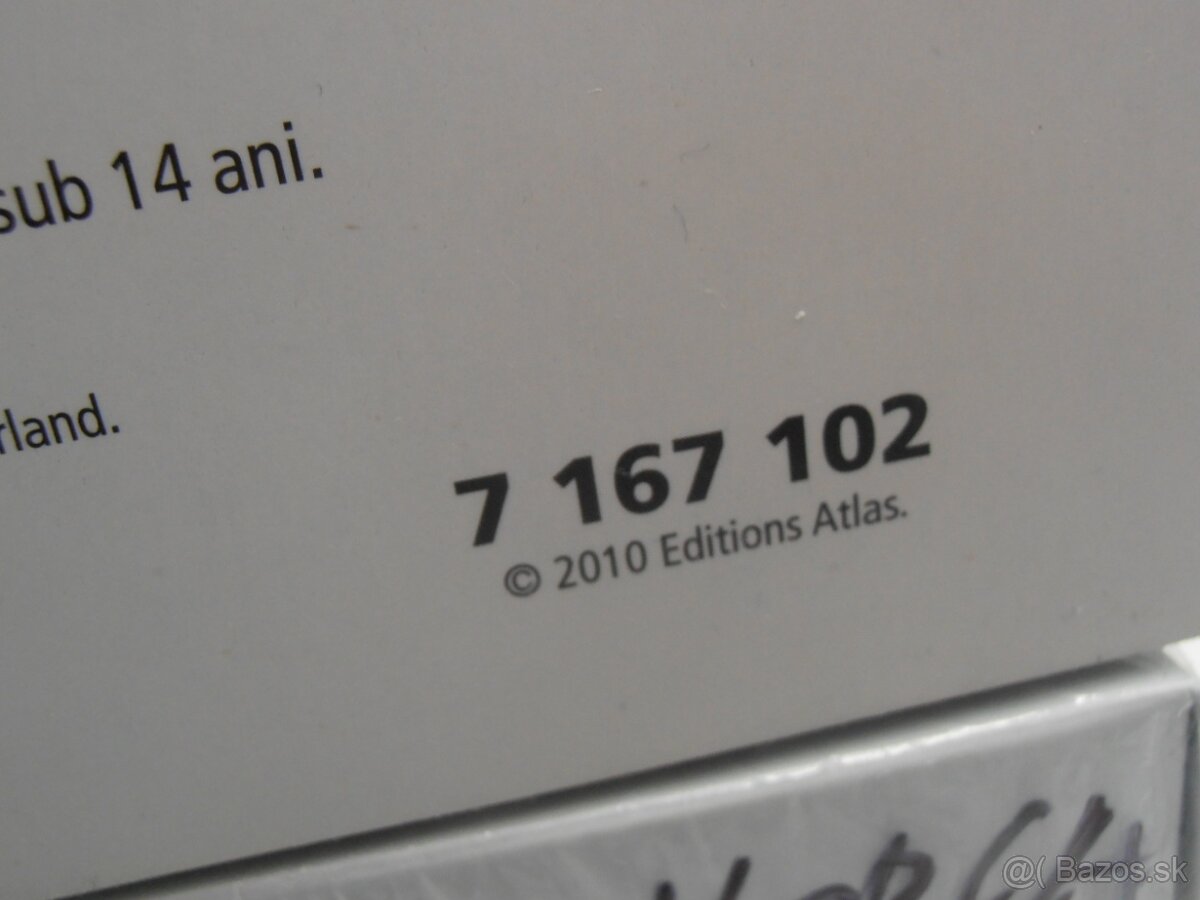 sub 14 ani.
rland.
7 167 102
© 2010 Editions Atlas.
@( Bazos.sk